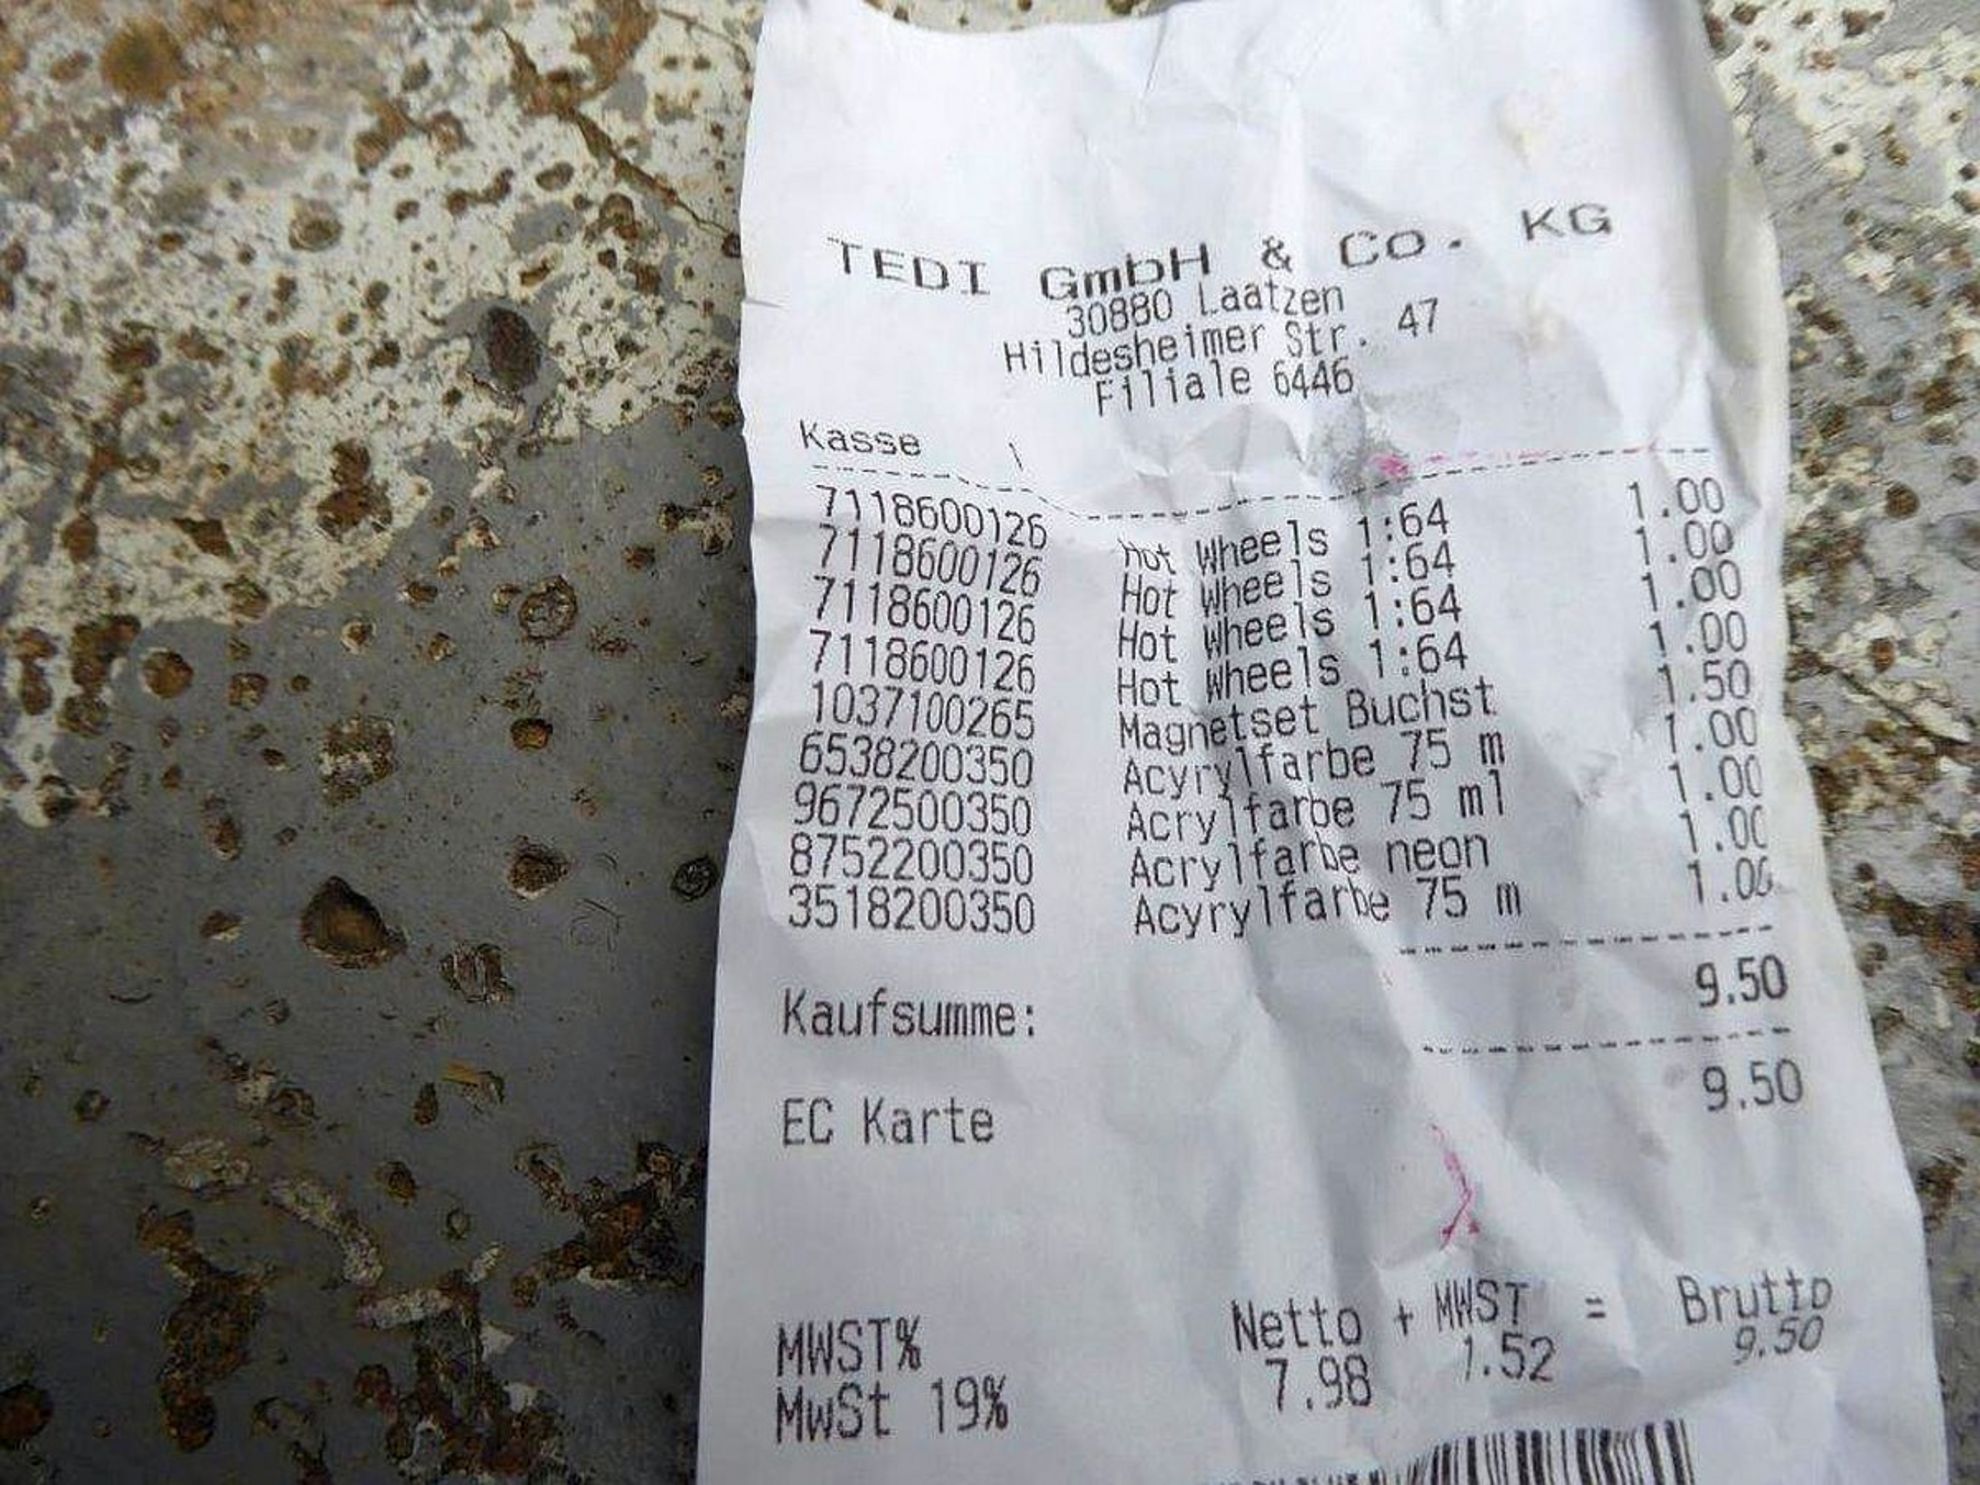 TEDI GmbH & Co. KG
30880 Laatzen
Hildesheimer Str. 47
Filiale 6446
Kasse 1
7118600126 Hot Wheels 1:64 1.00
7118600126 Hot Wheels 1:64 1.00
7118600126 Hot Wheels 1:64 1.00
7118600126 Hot Wheels 1:64 1.00
1037100265 Magnetset Buchst 1.50
6538200350 Acyrylfarbe 75 m 1.00
9672500350 Acrylfarbe 75 ml 1.00
8752200350 Acrylfarbe neon 1.00
3518200350 Acyrylfarbe 75 m 1.00
Kaufsumme: 9.50
EC Karte 9.50
MWST% Netto + MWST = Brutto
MwSt 19% 7.98 1.52 9.50